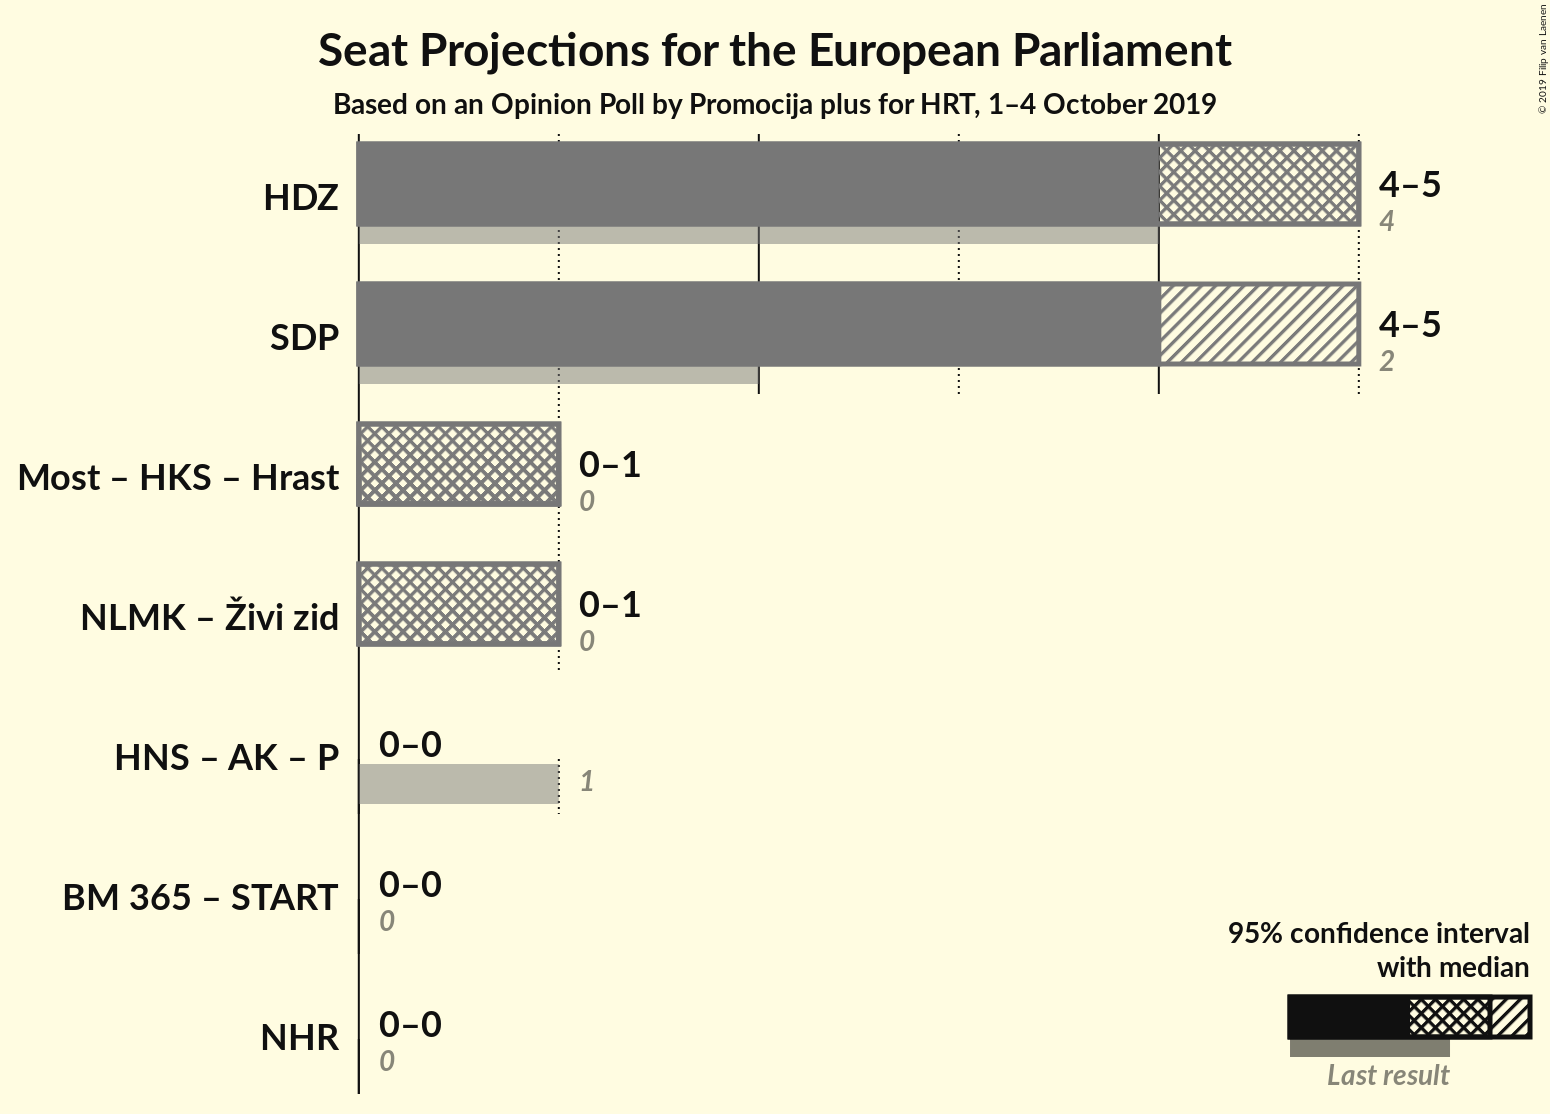 Seat Projections for the European Parliament
Based on an Opinion Poll by Promocija plus for HRT, 1–4 October 2019
© 2019 Filip van Laenen
HDZ
4–5
4
SDP
4–5
2
Most – HKS – Hrast
0–1
0
NLMK – Živi zid
0–1
0
HNS – AK – P
0–0
1
BM 365 – START
0–0
0
NHR
0–0
0
95% confidence interval
with median
Last result